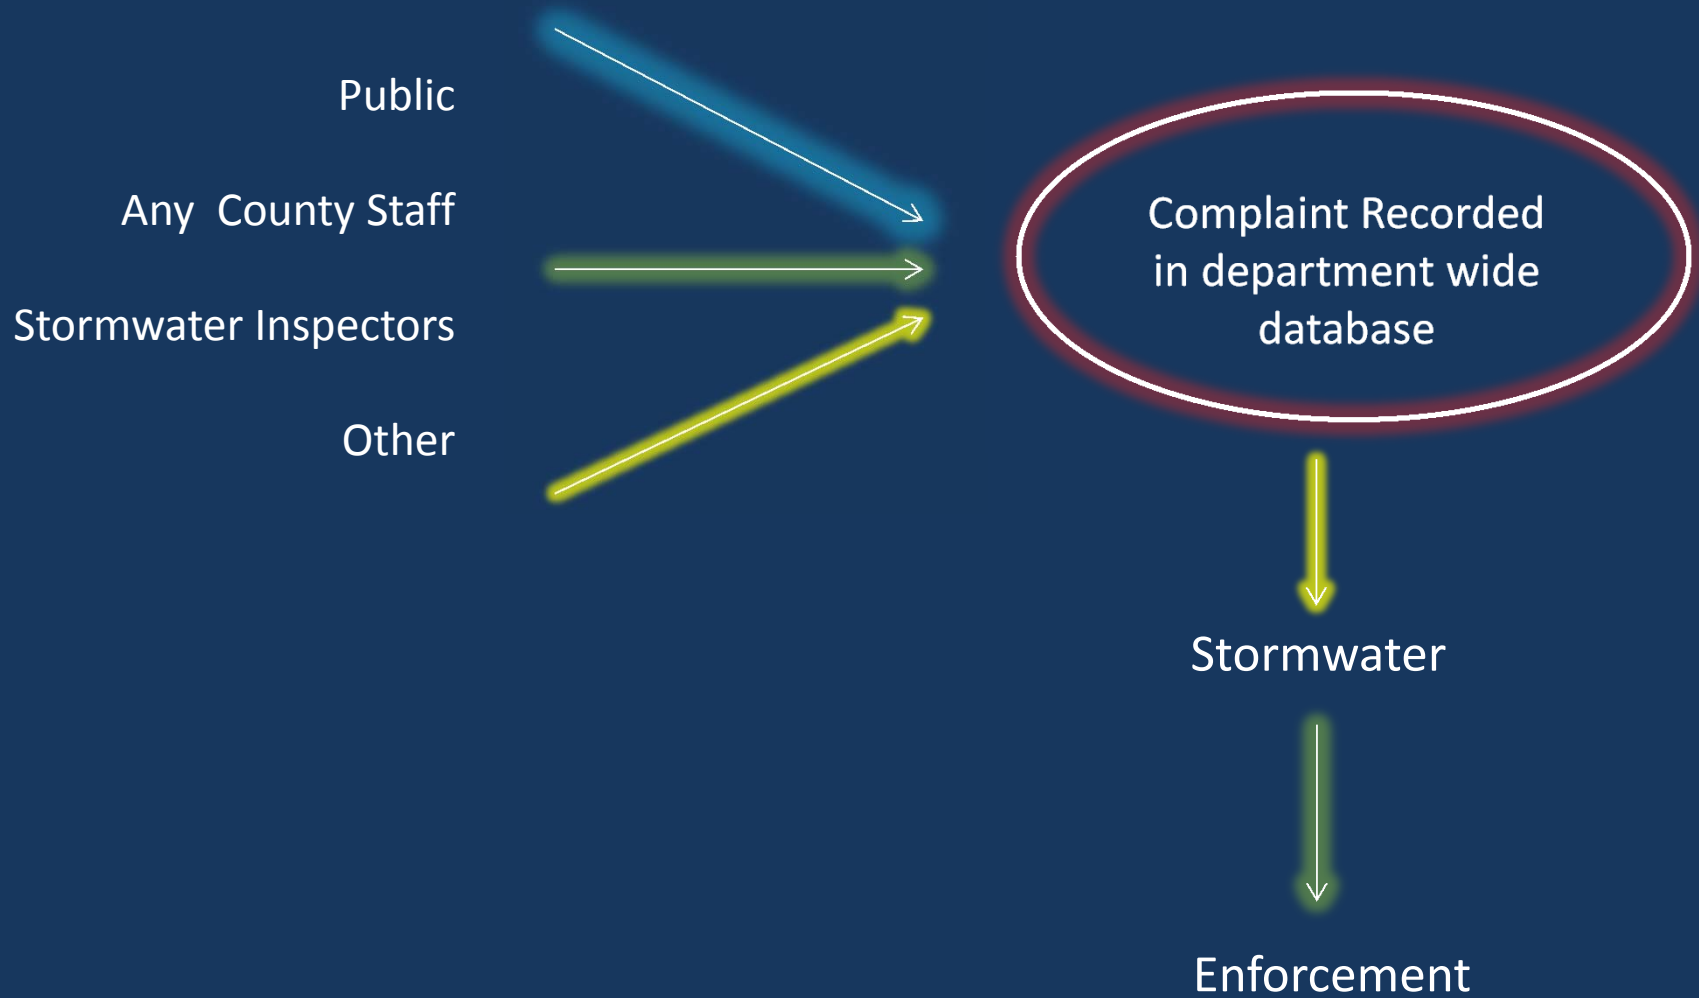 Public
Any  County Staff
Stormwater Inspectors
Other
Complaint Recorded
in department wide
database
Stormwater
Enforcement